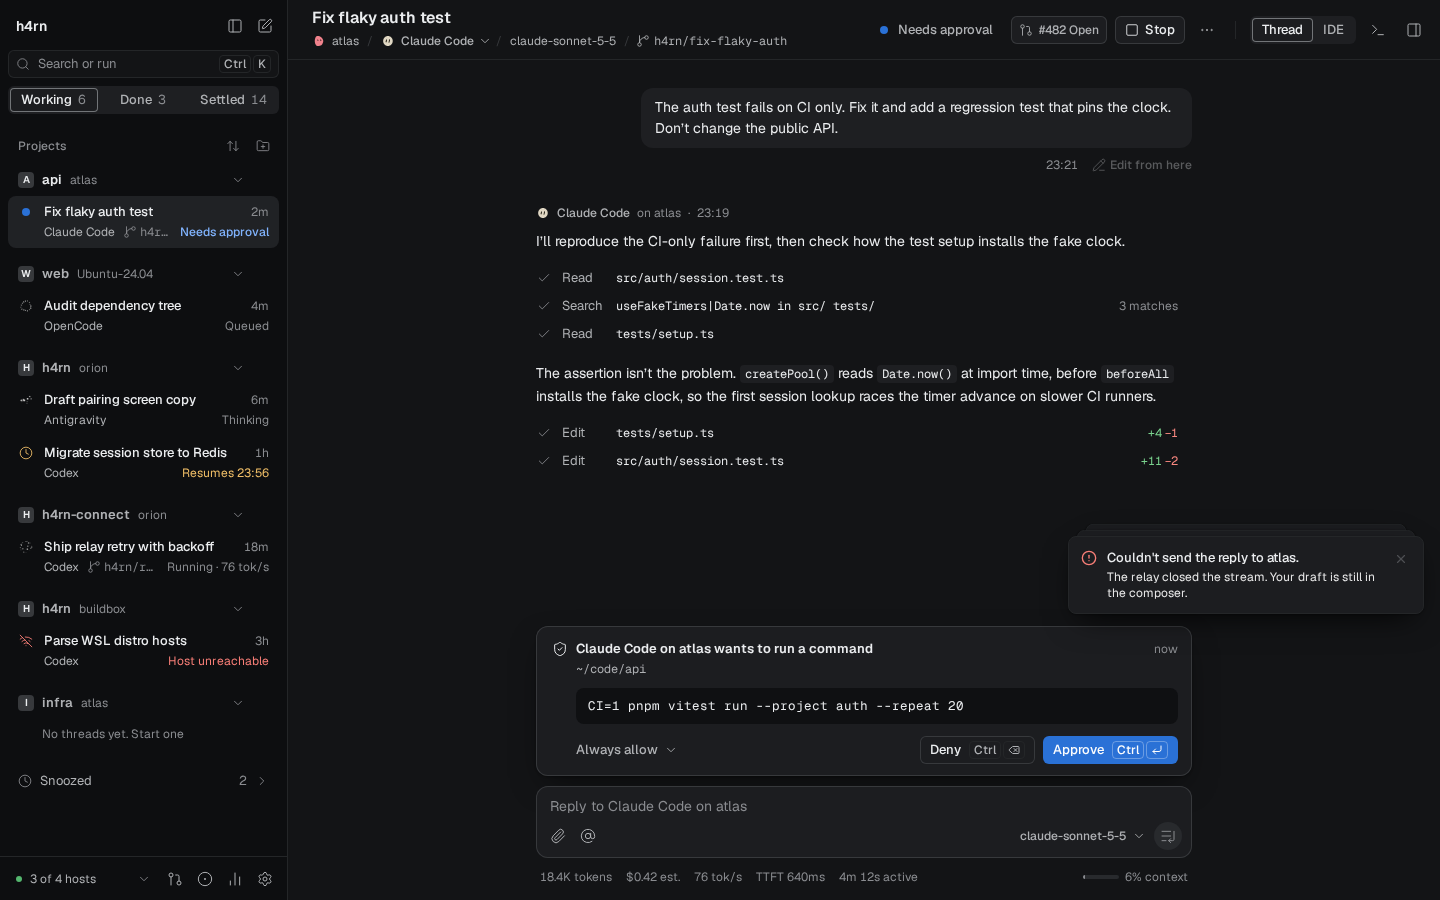 h4rn
Search or run
Ctrl K
Working 6
Done 3
Settled 14
Projects
A api atlas
Fix flaky auth test 2m
Claude Code h4r… Needs approval
W web Ubuntu-24.04
Audit dependency tree 4m
OpenCode Queued
H h4rn orion
Draft pairing screen copy 6m
Antigravity Thinking
Migrate session store to Redis 1h
Codex Resumes 23:56
H h4rn-connect orion
Ship relay retry with backoff 18m
Codex h4rn/r… Running · 76 tok/s
H h4rn buildbox
Parse WSL distro hosts 3h
Codex Host unreachable
I infra atlas
No threads yet. Start one
Snoozed 2
3 of 4 hosts
Fix flaky auth test
atlas / Claude Code / claude-sonnet-5-5 / h4rn/fix-flaky-auth
Needs approval
#482 Open
Stop
Thread
IDE
The auth test fails on CI only. Fix it and add a regression test that pins the clock.
Don't change the public API.
23:21 Edit from here
Claude Code on atlas · 23:19
I'll reproduce the CI-only failure first, then check how the test setup installs the fake clock.
Read src/auth/session.test.ts
Search useFakeTimers|Date.now in src/ tests/ 3 matches
Read tests/setup.ts
The assertion isn't the problem. createPool() reads Date.now() at import time, before beforeAll
installs the fake clock, so the first session lookup races the timer advance on slower CI runners.
Edit tests/setup.ts +4 −1
Edit src/auth/session.test.ts +11 −2
Couldn't send the reply to atlas.
The relay closed the stream. Your draft is still in
the composer.
Claude Code on atlas wants to run a command now
~/code/api
CI=1 pnpm vitest run --project auth --repeat 20
Always allow
Deny Ctrl
Approve Ctrl
Reply to Claude Code on atlas
claude-sonnet-5-5
18.4K tokens $0.42 est. 76 tok/s TTFT 640ms 4m 12s active
6% context